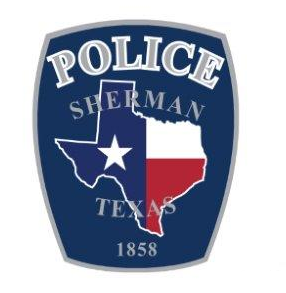 POLICE
SHERMAN
TEXAS
1858